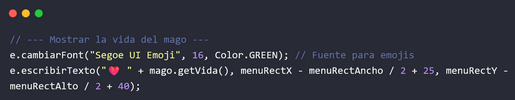 // --- Mostrar la vida del mago ---
e.cambiarFont("Segoe UI Emoji", 16, Color.GREEN); // Fuente para emojis
e.escribirTexto("❤️ " + mago.getVida(), menuRectX - menuRectAncho / 2 + 25, menuRectY -
menuRectAlto / 2 + 40);